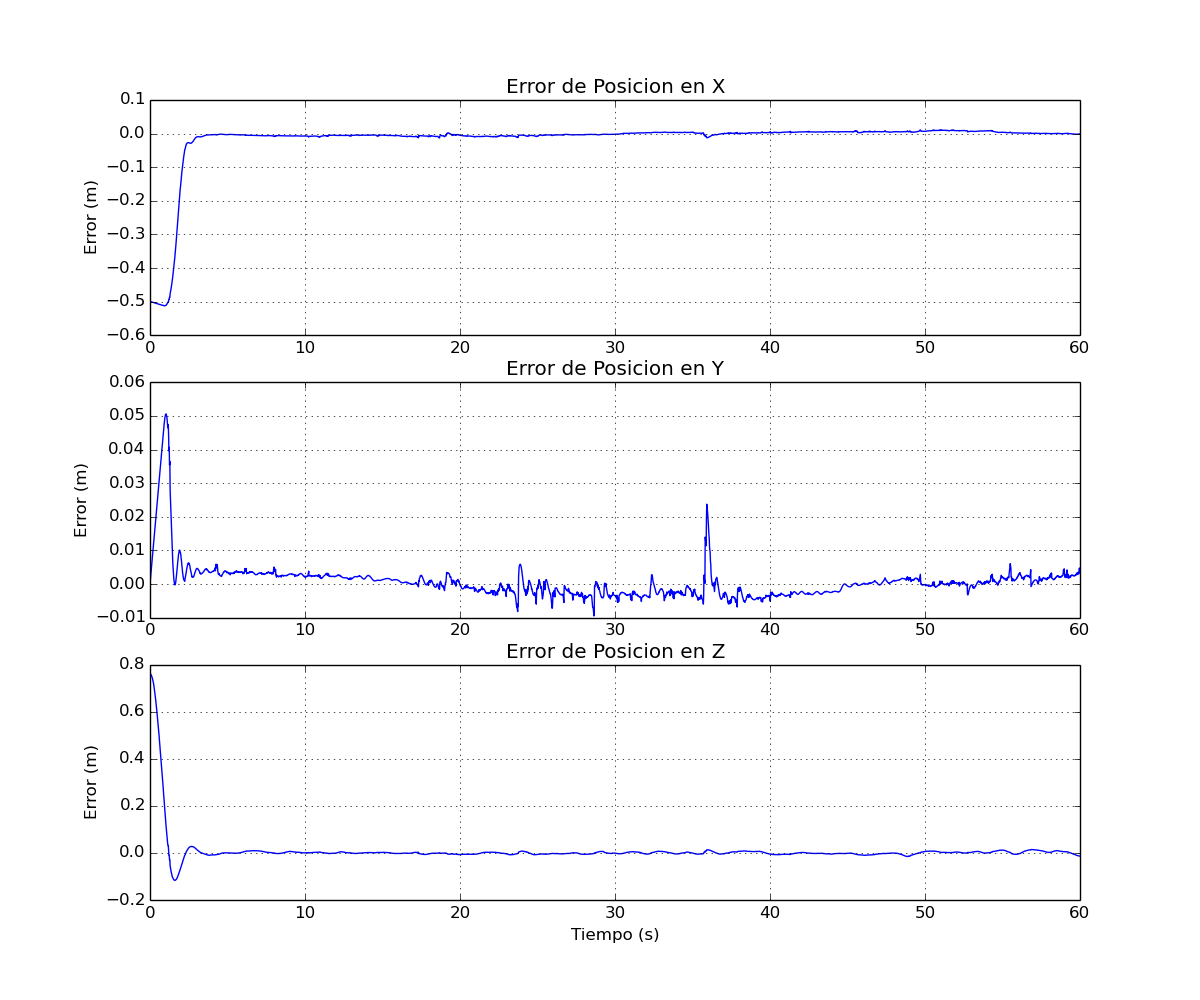 Error de Posicion en X
0.1
0.0
−0.1
−0.2
−0.3
−0.4
−0.5
−0.6
Error (m)
0 10 20 30 40 50 60
Error de Posicion en Y
0.06
0.05
0.04
0.03
0.02
0.01
0.00
−0.01
Error (m)
0 10 20 30 40 50 60
Error de Posicion en Z
0.8
0.6
0.4
0.2
0.0
−0.2
Error (m)
0 10 20 30 40 50 60
Tiempo (s)